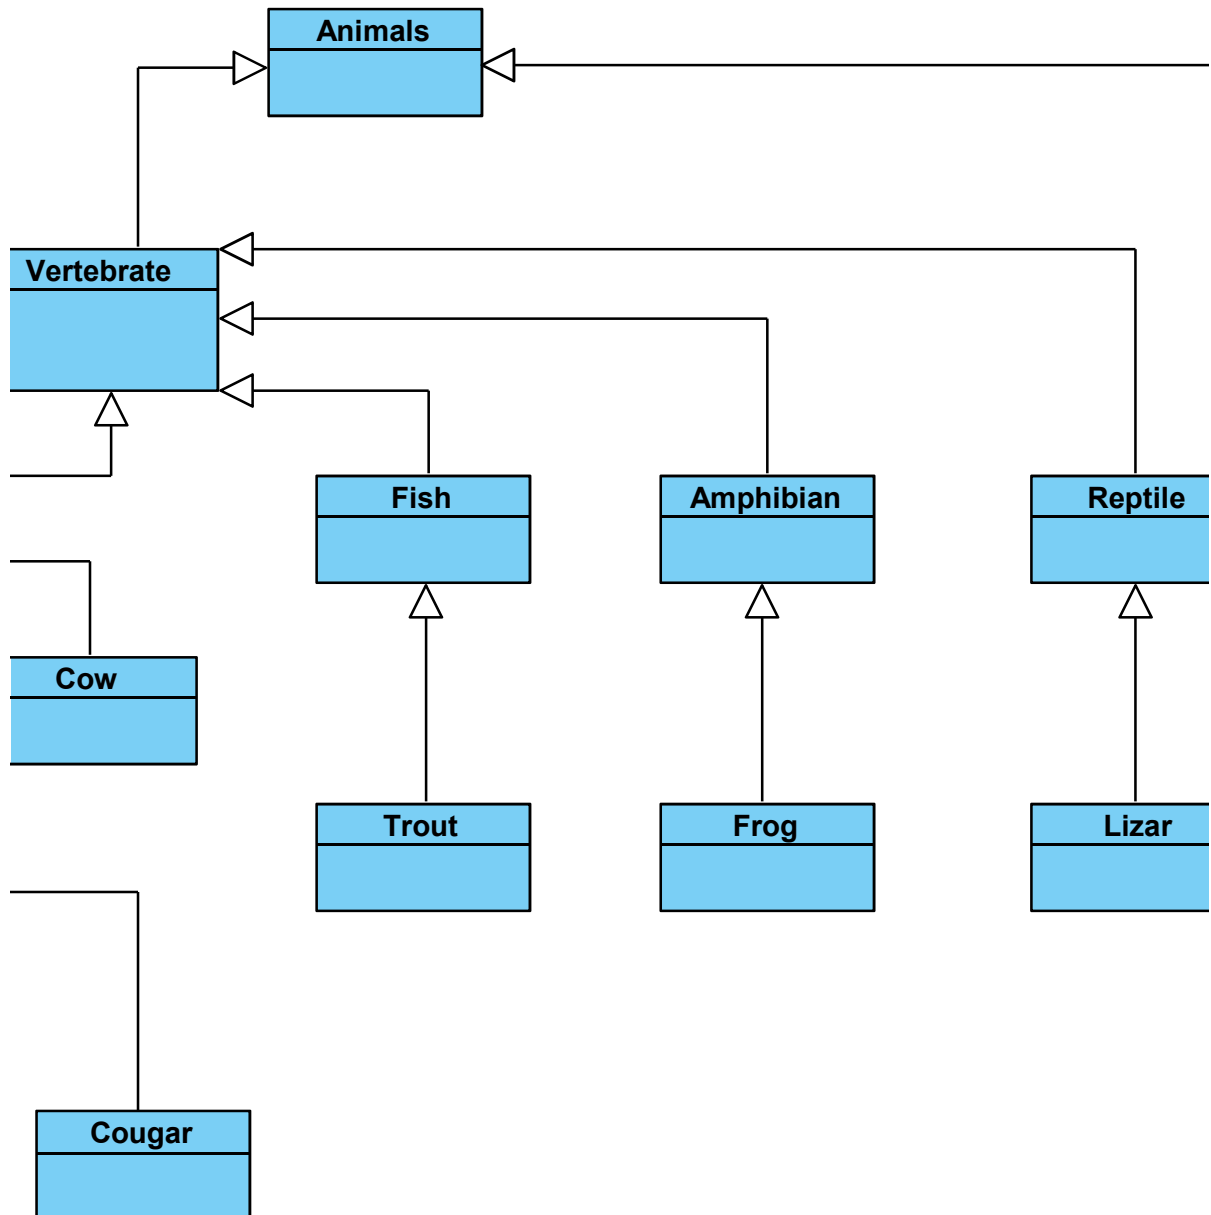 Animals
Vertebrate
Fish
Amphibian
Reptile
Cow
Trout
Frog
Lizar
Cougar